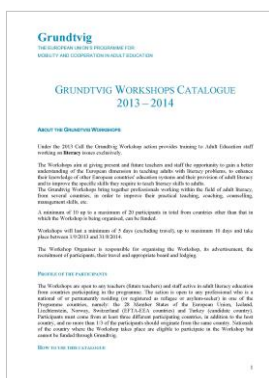 Grundtvig
THE EUROPEAN UNION'S PROGRAMME FOR
MOBILITY AND COOPERATION IN ADULT EDUCATION
GRUNDTVIG WORKSHOPS CATALOGUE
2013 – 2014
ABOUT THE GRUNDTVIG WORKSHOPS
Under the 2013 Call the Grundtvig Workshop action provides training to Adult Education staff
working on literacy issues exclusively.
The Workshops aim at giving present and future teachers and staff the opportunity to gain a better
understanding of the European dimension in teaching adults with literacy problems, to enhance
their knowledge of other European countries' education systems and their provision of adult literacy
and to improve the specific skills they require to teach literacy skills to adults.
The Grundtvig Workshops bring together professionals working within the field of adult literacy,
from several countries, in order to improve their practical teaching, coaching, counselling,
management skills, etc.
A minimum of 10 up to a maximum of 20 participants in total from countries other than that in
which the Workshop is being organised, can be funded.
Workshops will last a minimum of 5 days (excluding travel), up to maximum 10 days and take
place between 1/9/2013 and 31/8/2014.
The Workshop Organiser is responsible for organising the Workshop, its advertisement, the
recruitment of participants, their travel and appropriate board and lodging.
PROFILE OF THE PARTICIPANTS
The Workshops are open to any teachers (future teachers) and staff active in adult literacy education
from countries participating to the programme. The action is open to any professional who is a
national of or permanently residing (or registered as refugee or asylum-seeker) in one of the
Programme countries, namely: the 28 Member States of the European Union, Iceland,
Liechtenstein, Norway, Switzerland (EFTA-EEA countries) and Turkey (candidate country).
Participants must come from at least three different participating countries, in addition to the host
country, and no more than 1/3 of the participants should originate from the same country. Nationals
of the country where the Workshop takes place are eligible to participate in the Workshop but
cannot be funded through Grundtvig.
HOW TO USE THIS CATALOGUE
1